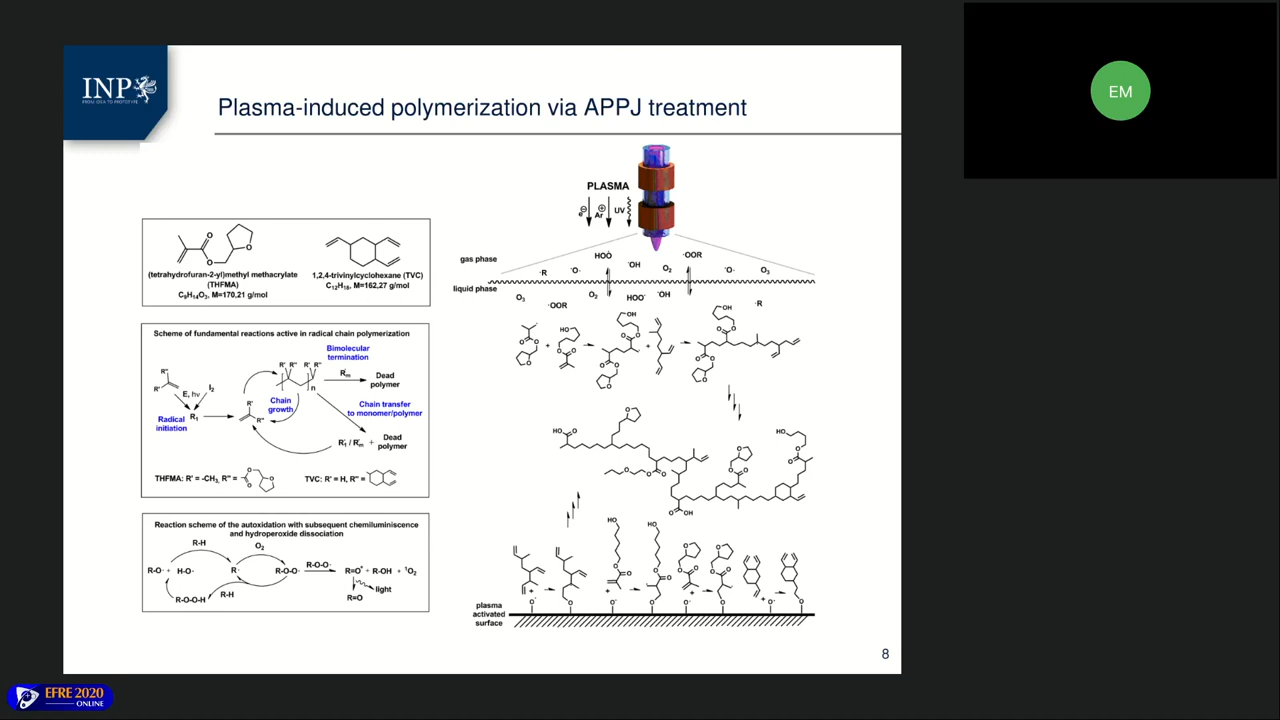 INP
FROM IDEA TO PROTOTYPE
Plasma-induced polymerization via APPJ treatment
EM
(tetrahydrofuran-2-yl)methyl methacrylate
(THFMA)
C₉H₁₄O₃, M=170,21 g/mol
1,2,4-trivinylcyclohexane (TVC)
C₁₂H₁₈, M=162,27 g/mol
Scheme of fundamental reactions active in radical chain polymerization
Bimolecular
termination
Dead
polymer
E, hν
I₂
R₁
Radical
initiation
Chain
growth
Chain transfer
to monomer/polymer
Dead
polymer
THFMA: R' = -CH₃, R'' =
TVC: R' = H, R'' =
Reaction scheme of the autoxidation with subsequent chemiluminiscence
and hydroperoxide dissociation
R-H
O₂
R-O· + H-O·
R·
R-O-O·
R-O-O·
R=O* + R-OH + ¹O₂
R-O-O-H
R-H
light
R=O
PLASMA
e⊖
Ar⊕
UV
gas phase
·R
·O·
HOO·
·OH
O₂
·OOR
·O·
O₃
liquid phase
O₃
·OOR
O₂
HOO·
·OH
·R
plasma
activated
surface
8
EFRE 2020
ONLINE